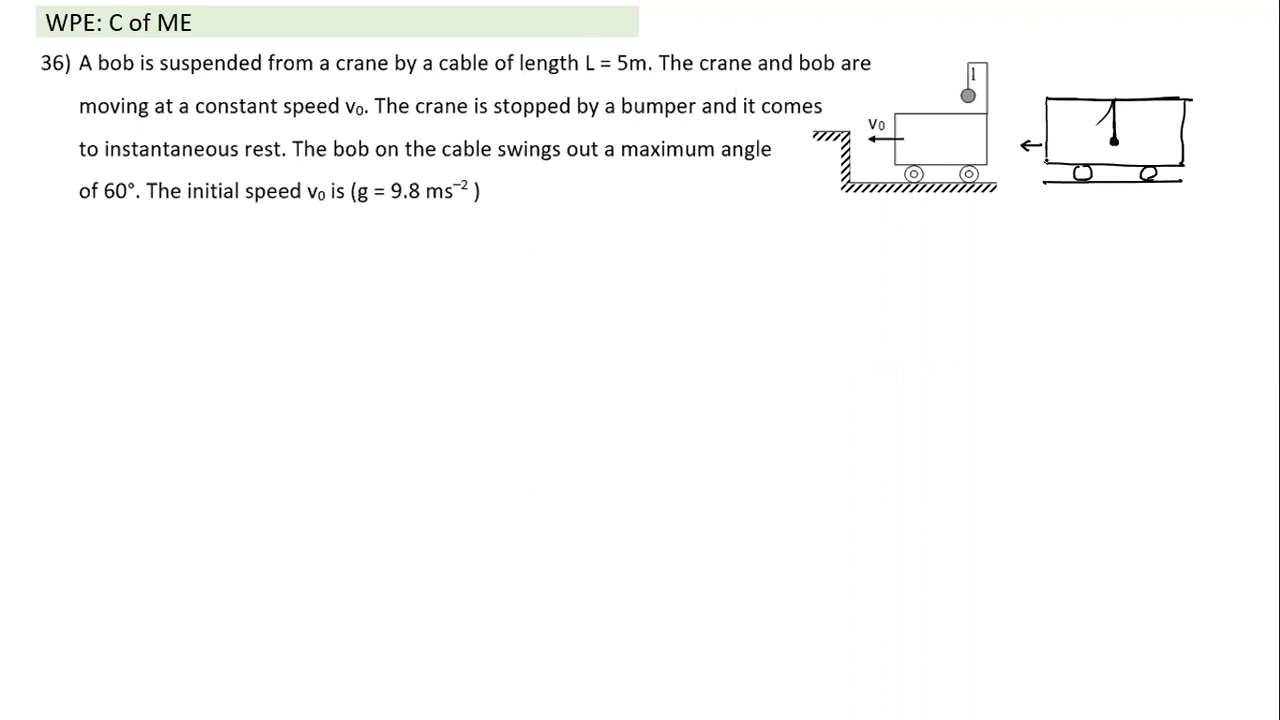 WPE: C of ME
36) A bob is suspended from a crane by a cable of length L = 5m. The crane and bob are
moving at a constant speed v₀. The crane is stopped by a bumper and it comes
to instantaneous rest. The bob on the cable swings out a maximum angle
of 60°. The initial speed v₀ is (g = 9.8 ms⁻² )
l
v₀